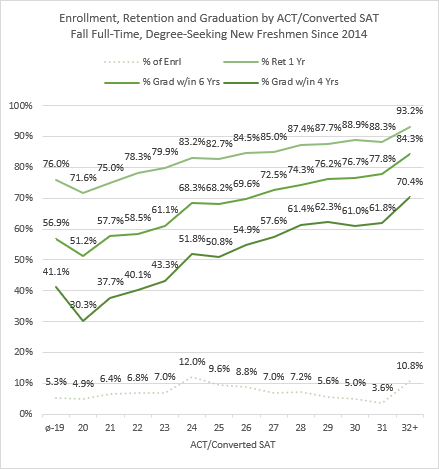 Enrollment, Retention and Graduation by ACT/Converted SAT
Fall Full-Time, Degree-Seeking New Freshmen Since 2014
% of Enrl % Ret 1 Yr
% Grad w/in 6 Yrs % Grad w/in 4 Yrs
100%
90%
80%
70%
60%
50%
40%
30%
20%
10%
0%
76.0% 71.6% 75.0% 78.3% 79.9% 83.2% 82.7% 84.5% 85.0% 87.4% 87.7% 88.9% 88.3% 93.2%
56.9% 51.2% 57.7% 58.5% 61.1% 68.3% 68.2% 69.6% 72.5% 74.3% 76.2% 76.7% 77.8% 84.3%
41.1% 30.3% 37.7% 40.1% 43.3% 51.8% 50.8% 54.9% 57.6% 61.4% 62.3% 61.0% 61.8% 70.4%
5.3% 4.9% 6.4% 6.8% 7.0% 12.0% 9.6% 8.8% 7.0% 7.2% 5.6% 5.0% 3.6% 10.8%
ø-19 20 21 22 23 24 25 26 27 28 29 30 31 32+
ACT/Converted SAT